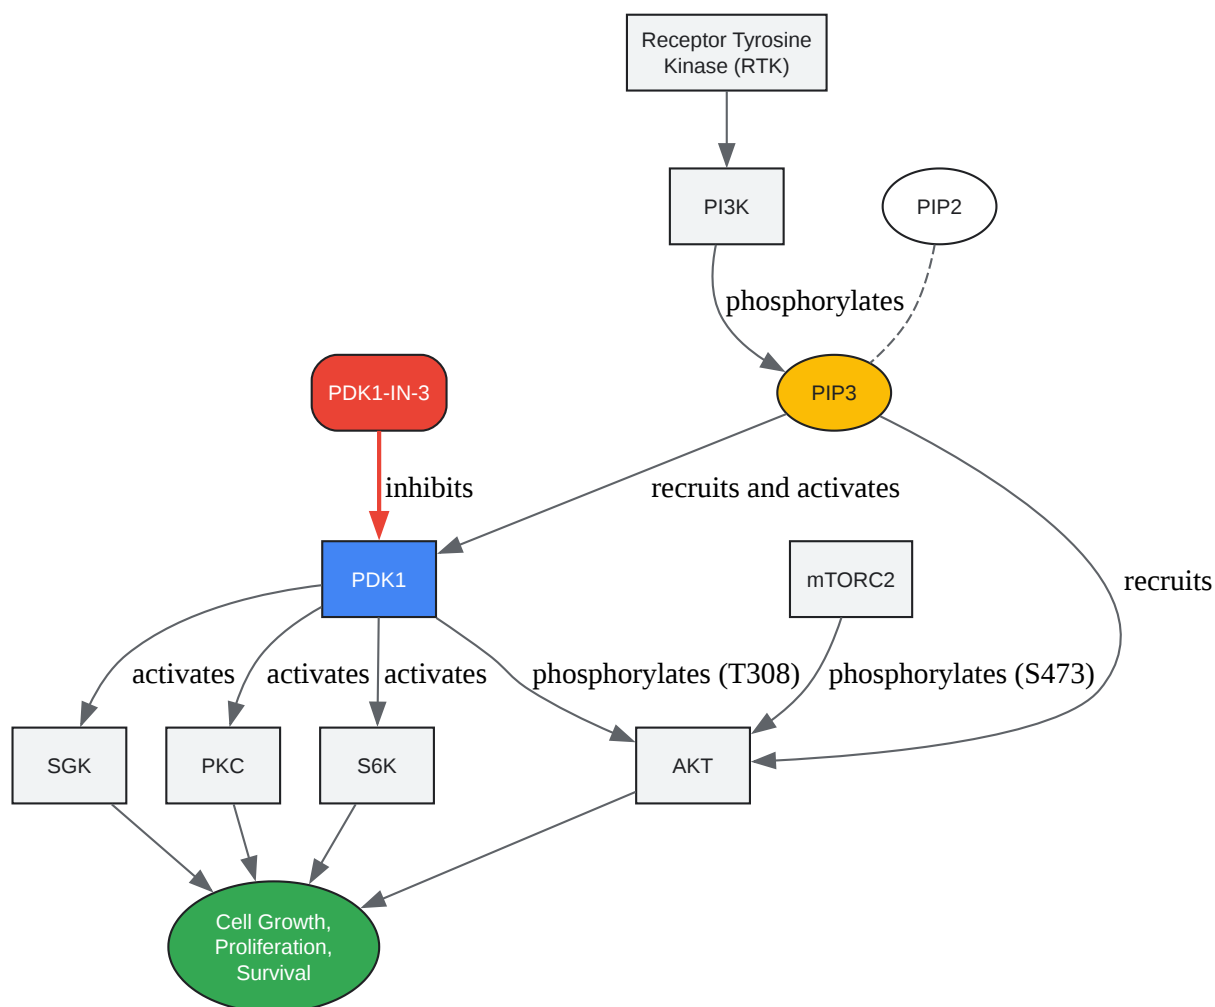 Receptor Tyrosine
Kinase (RTK)
PI3K
PIP2
phosphorylates
PDK1-IN-3
PIP3
inhibits
recruits and activates
PDK1
mTORC2
recruits
activates
activates
activates
phosphorylates (T308)
phosphorylates (S473)
SGK
PKC
S6K
AKT
Cell Growth,
Proliferation,
Survival